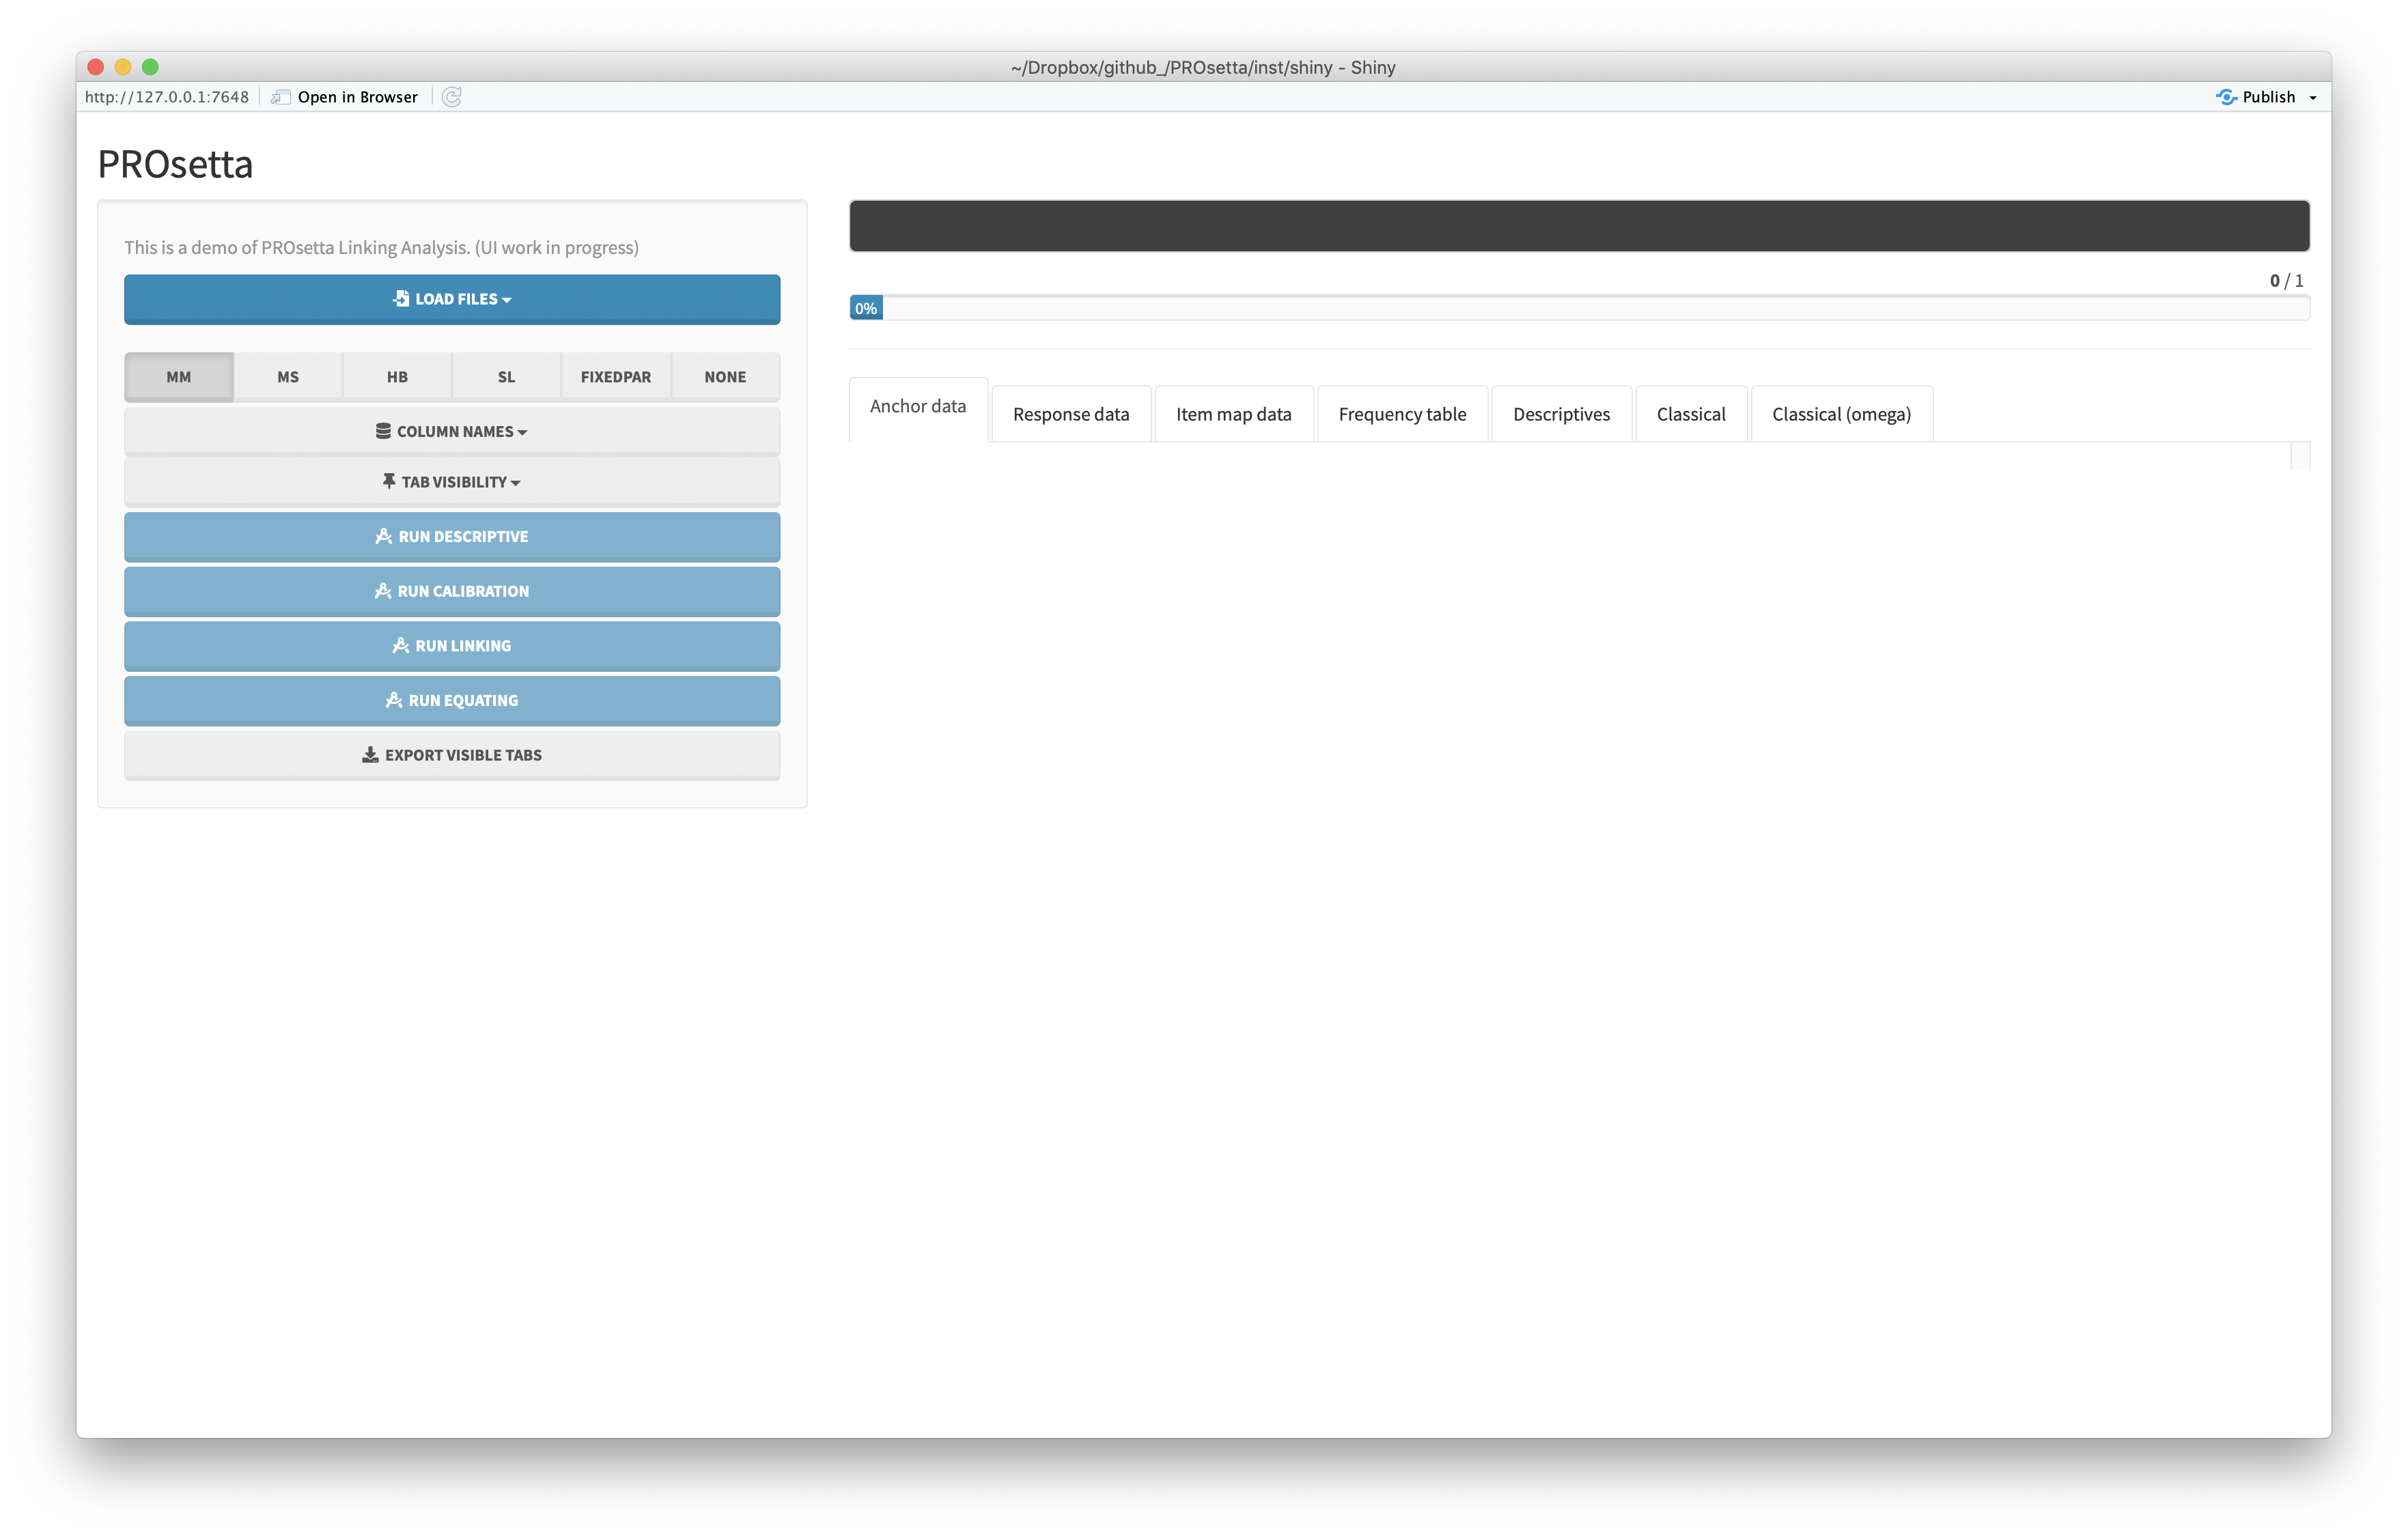 ~/Dropbox/github_/PROsetta/inst/shiny - Shiny
http://127.0.0.1:7648 Open in Browser Publish
PROsetta
This is a demo of PROsetta Linking Analysis. (UI work in progress)
LOAD FILES
MM MS HB SL FIXEDPAR NONE
COLUMN NAMES
TAB VISIBILITY
RUN DESCRIPTIVE
RUN CALIBRATION
RUN LINKING
RUN EQUATING
EXPORT VISIBLE TABS
0 / 1
0%
Anchor data Response data Item map data Frequency table Descriptives Classical Classical (omega)